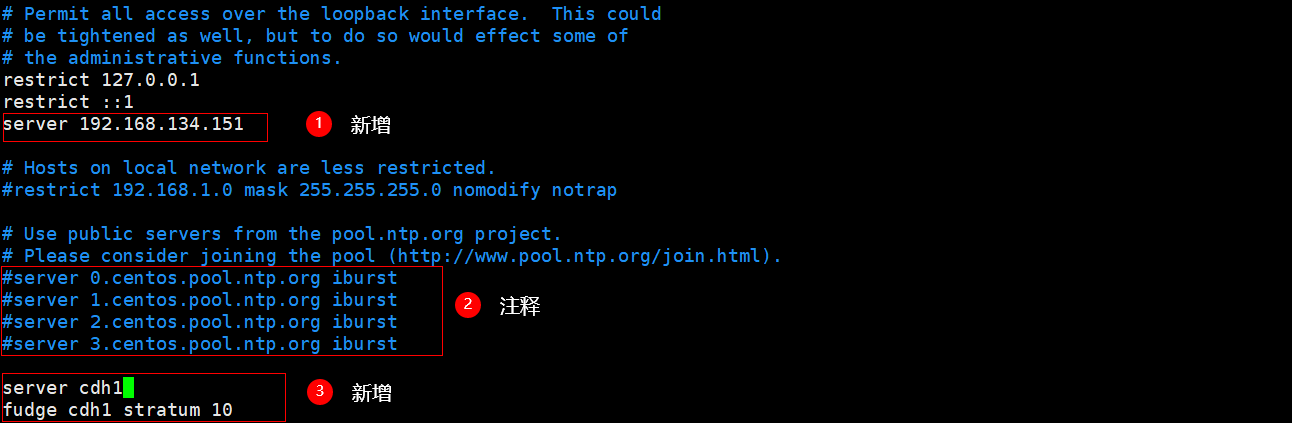 # Permit all access over the loopback interface.  This could
# be tightened as well, but to do so would effect some of
# the administrative functions.
restrict 127.0.0.1
restrict ::1
server 192.168.134.151 1 新增
# Hosts on local network are less restricted.
#restrict 192.168.1.0 mask 255.255.255.0 nomodify notrap
# Use public servers from the pool.ntp.org project.
# Please consider joining the pool (http://www.pool.ntp.org/join.html).
#server 0.centos.pool.ntp.org iburst
#server 1.centos.pool.ntp.org iburst
2 注释
#server 2.centos.pool.ntp.org iburst
#server 3.centos.pool.ntp.org iburst
server cdh1 3 新增
fudge cdh1 stratum 10